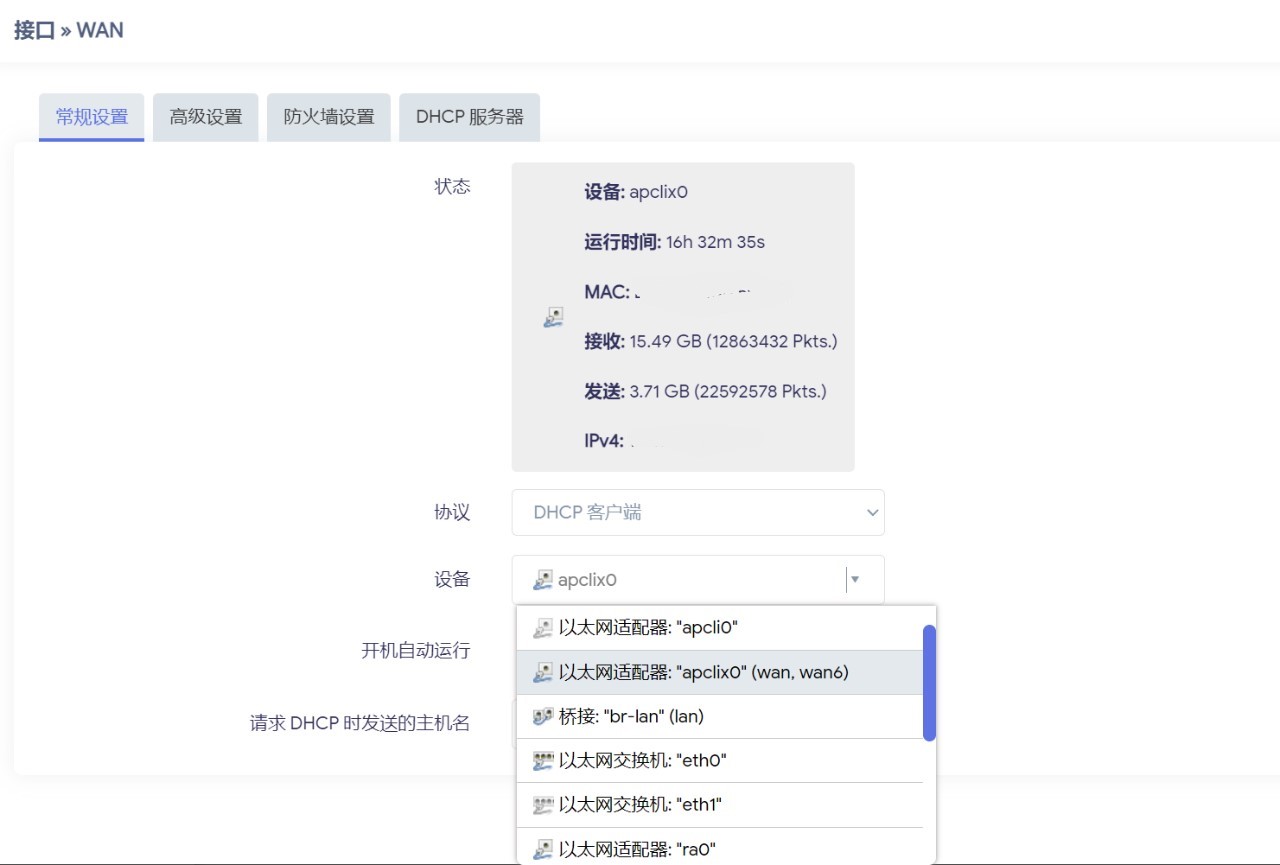 接口 » WAN
常规设置 高级设置 防火墙设置 DHCP 服务器
状态
设备: apclix0
运行时间: 16h 32m 35s
MAC:
接收: 15.49 GB (12863432 Pkts.)
发送: 3.71 GB (22592578 Pkts.)
IPv4:
协议 DHCP 客户端
设备 apclix0
以太网适配器: "apcli0"
开机自动运行
以太网适配器: "apclix0" (wan, wan6)
桥接: "br-lan" (lan)
请求 DHCP 时发送的主机名
以太网交换机: "eth0"
以太网交换机: "eth1"
以太网适配器: "ra0"